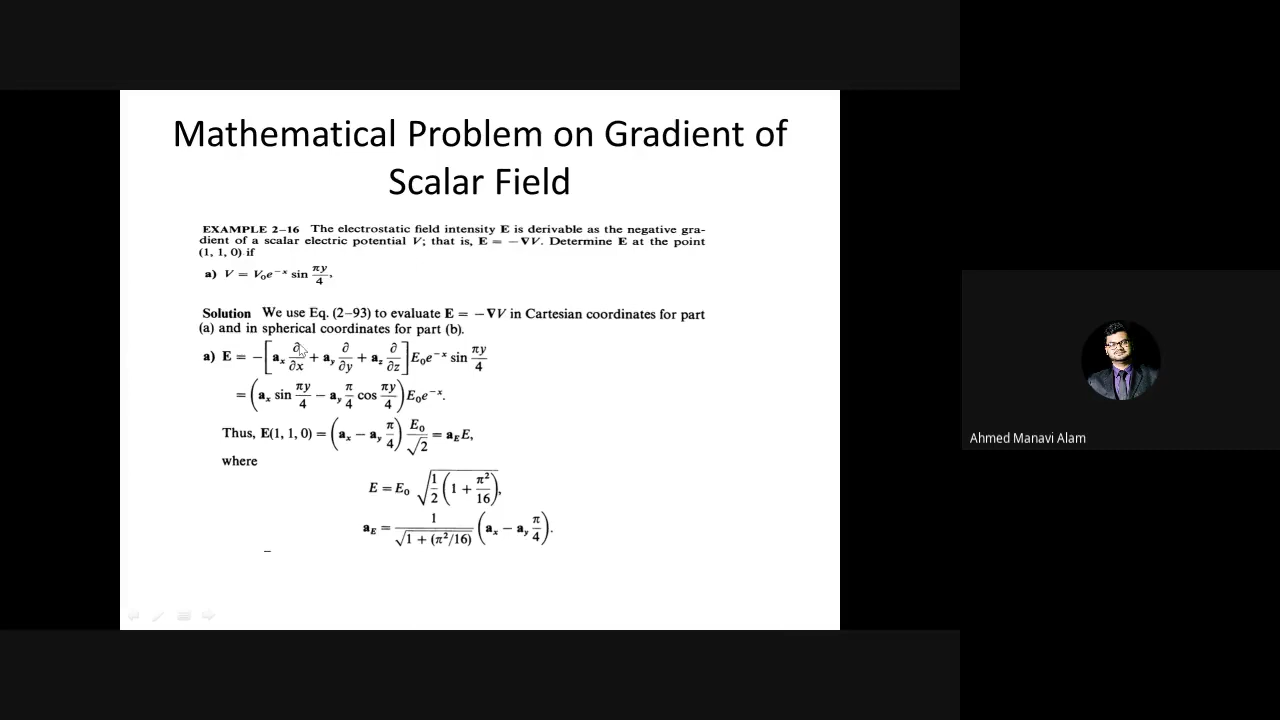 Mathematical Problem on Gradient of
Scalar Field
EXAMPLE 2–16 The electrostatic field intensity E is derivable as the negative gra-
dient of a scalar electric potential V; that is, E = −∇V. Determine E at the point
(1, 1, 0) if
a) V = V₀e⁻ˣ sin πy/4,
Solution We use Eq. (2–93) to evaluate E = −∇V in Cartesian coordinates for part
(a) and in spherical coordinates for part (b).
a) E = −[aₓ ∂/∂x + a_y ∂/∂y + a_z ∂/∂z] E₀e⁻ˣ sin πy/4
= (aₓ sin πy/4 − a_y π/4 cos πy/4) E₀e⁻ˣ.
Thus, E(1, 1, 0) = (aₓ − a_y π/4) E₀/√2 = a_E E,
where
E = E₀ √(1/2 (1 + π²/16)),
a_E = 1/√(1 + (π²/16)) (aₓ − a_y π/4).
Ahmed Manavi Alam